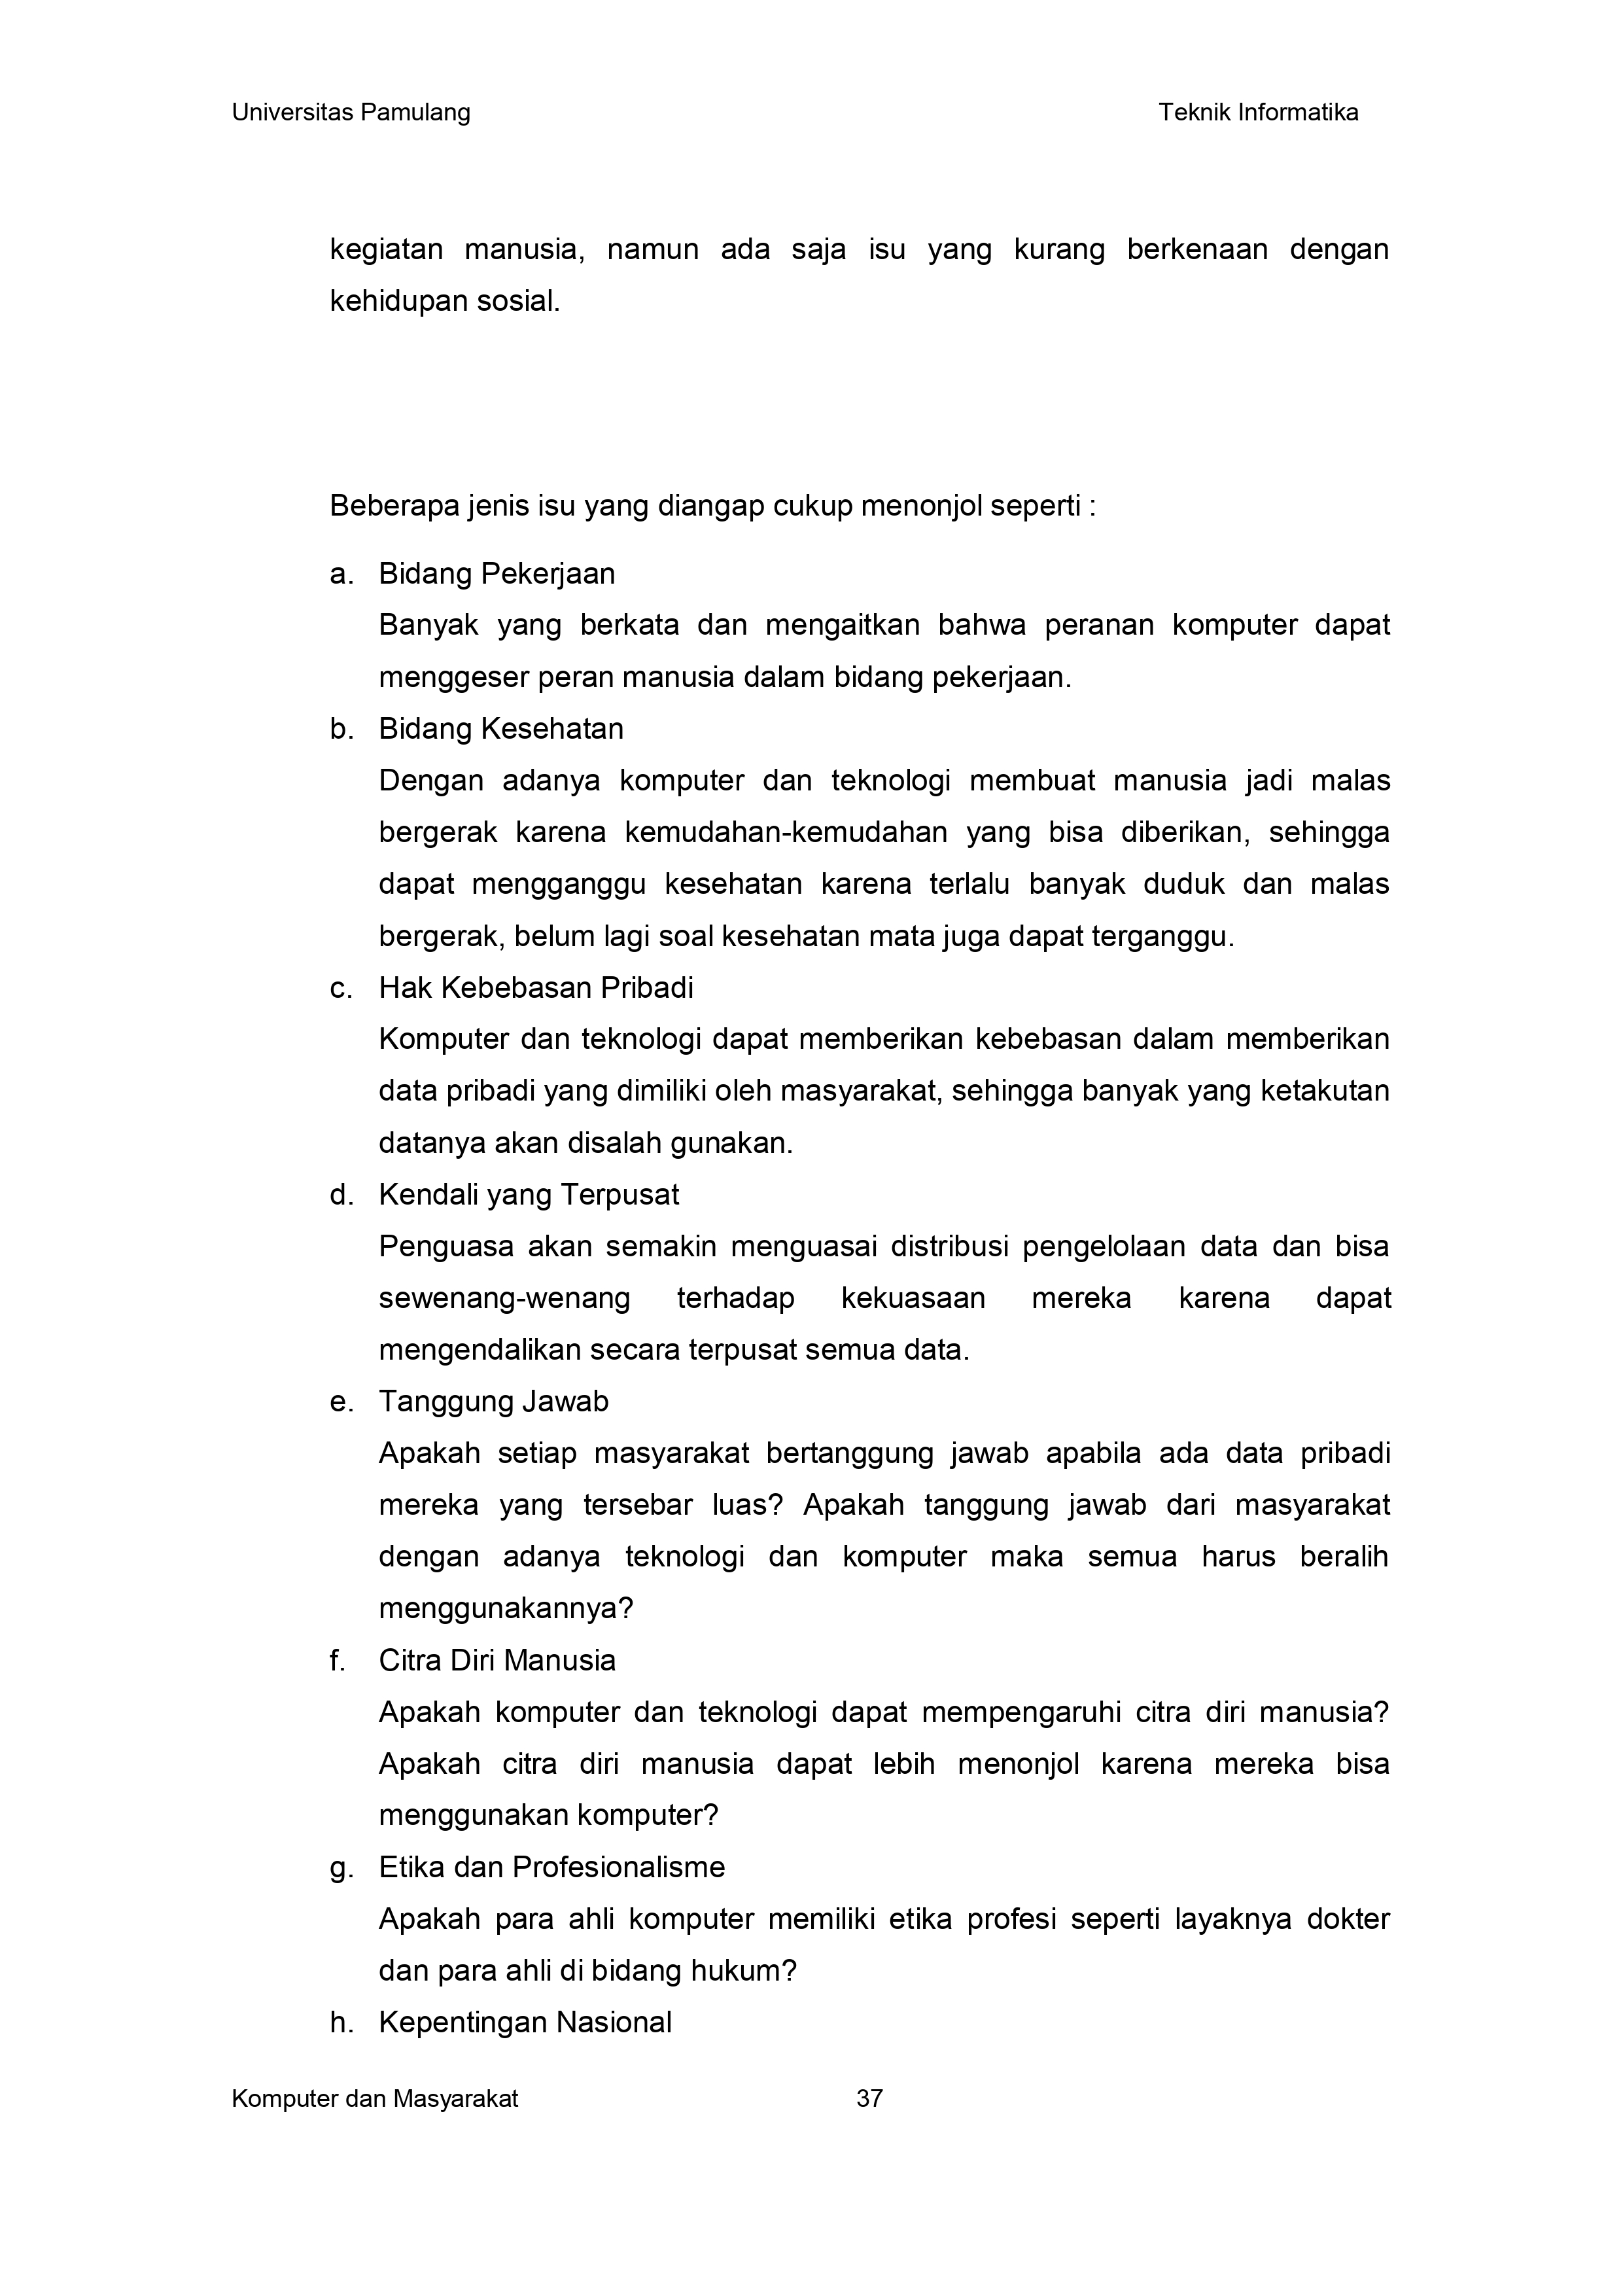 Universitas Pamulang Teknik Informatika
kegiatan manusia, namun ada saja isu yang kurang berkenaan dengan
kehidupan sosial.
Beberapa jenis isu yang diangap cukup menonjol seperti :
a. Bidang Pekerjaan
Banyak yang berkata dan mengaitkan bahwa peranan komputer dapat
menggeser peran manusia dalam bidang pekerjaan.
b. Bidang Kesehatan
Dengan adanya komputer dan teknologi membuat manusia jadi malas
bergerak karena kemudahan-kemudahan yang bisa diberikan, sehingga
dapat mengganggu kesehatan karena terlalu banyak duduk dan malas
bergerak, belum lagi soal kesehatan mata juga dapat terganggu.
c. Hak Kebebasan Pribadi
Komputer dan teknologi dapat memberikan kebebasan dalam memberikan
data pribadi yang dimiliki oleh masyarakat, sehingga banyak yang ketakutan
datanya akan disalah gunakan.
d. Kendali yang Terpusat
Penguasa akan semakin menguasai distribusi pengelolaan data dan bisa
sewenang-wenang terhadap kekuasaan mereka karena dapat
mengendalikan secara terpusat semua data.
e. Tanggung Jawab
Apakah setiap masyarakat bertanggung jawab apabila ada data pribadi
mereka yang tersebar luas? Apakah tanggung jawab dari masyarakat
dengan adanya teknologi dan komputer maka semua harus beralih
menggunakannya?
f. Citra Diri Manusia
Apakah komputer dan teknologi dapat mempengaruhi citra diri manusia?
Apakah citra diri manusia dapat lebih menonjol karena mereka bisa
menggunakan komputer?
g. Etika dan Profesionalisme
Apakah para ahli komputer memiliki etika profesi seperti layaknya dokter
dan para ahli di bidang hukum?
h. Kepentingan Nasional
Komputer dan Masyarakat 37